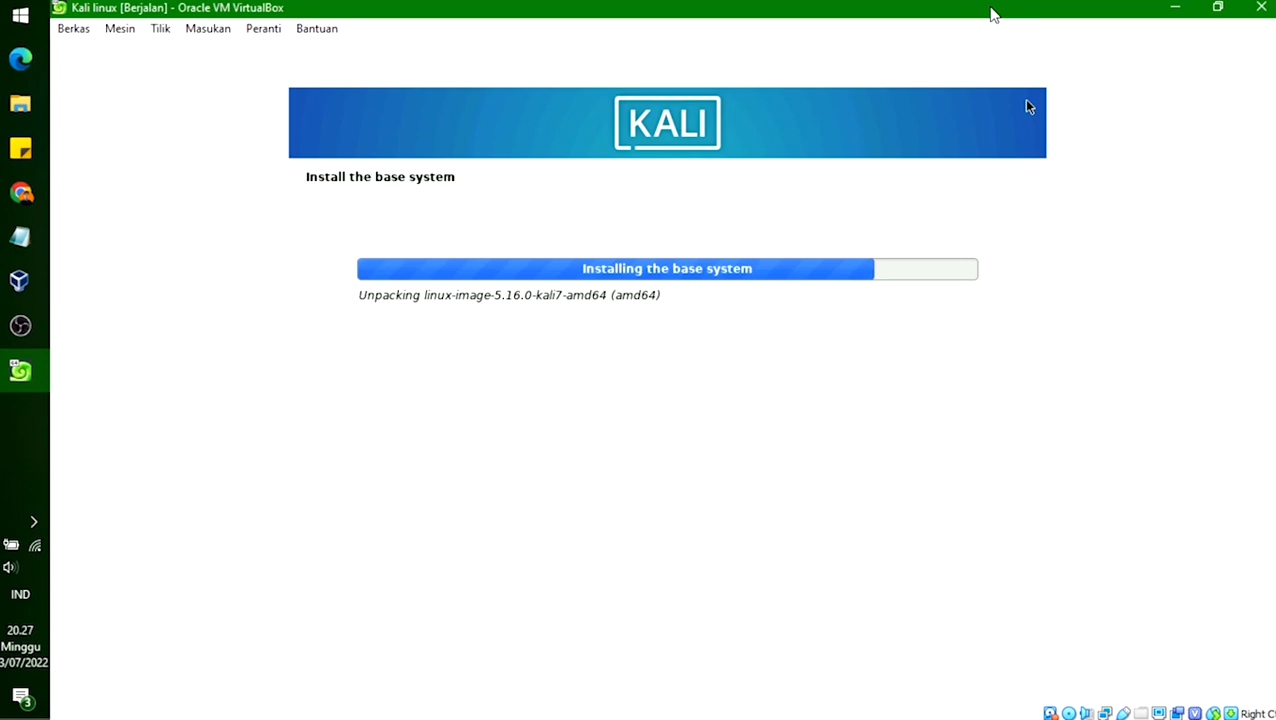 Kali linux [Berjalan] - Oracle VM VirtualBox
Berkas Mesin Tilik Masukan Peranti Bantuan
KALI
Install the base system
Installing the base system
Unpacking linux-image-5.16.0-kali7-amd64 (amd64)
IND
20.27
Minggu
3/07/2022
3
Right C